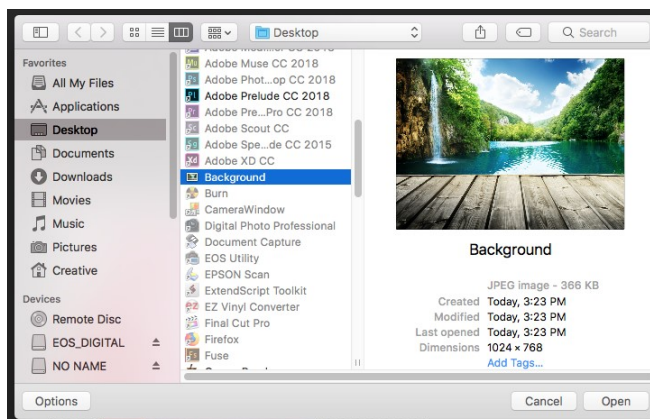 Desktop
Search
Favorites
All My Files
Applications
Desktop
Documents
Downloads
Movies
Music
Pictures
Creative
Devices
Remote Disc
EOS_DIGITAL
NO NAME
Adobe Muse CC 2018
Adobe Phot...op CC 2018
Adobe Prelude CC 2018
Adobe Pre...Pro CC 2018
Adobe Scout CC
Adobe Spe...de CC 2015
Adobe XD CC
Background
Burn
CameraWindow
Digital Photo Professional
Document Capture
EOS Utility
EPSON Scan
ExtendScript Toolkit
EZ Vinyl Converter
Final Cut Pro
Firefox
Fuse
Background
JPEG image - 366 KB
Created Today, 3:23 PM
Modified Today, 3:23 PM
Last opened Today, 3:23 PM
Dimensions 1024 × 768
Add Tags...
Options
Cancel
Open